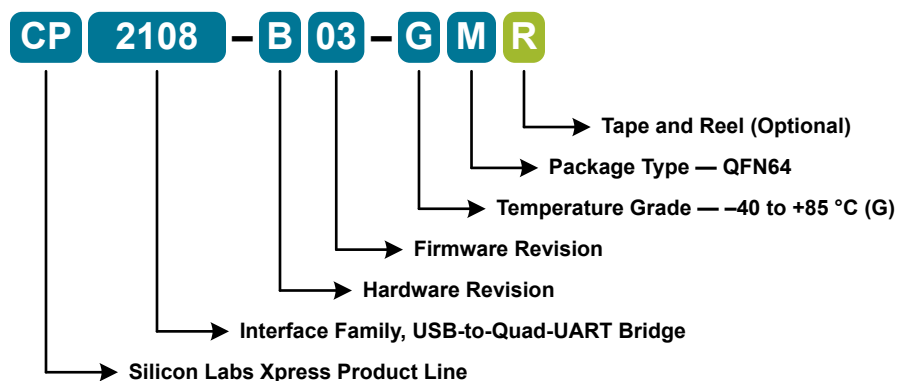 CP 2108 – B 03 – G M R
Tape and Reel (Optional)
Package Type — QFN64
Temperature Grade — –40 to +85 °C (G)
Firmware Revision
Hardware Revision
Interface Family, USB-to-Quad-UART Bridge
Silicon Labs Xpress Product Line